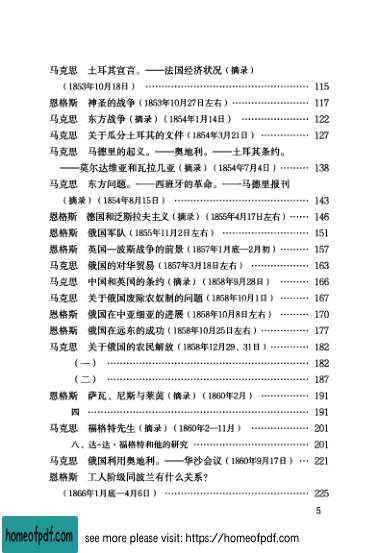 马克思　土耳其宣言。——法国经济状况（摘录）
（1853年10月18日） …… 115
恩格斯　神圣的战争（1853年10月27日左右） …… 117
马克思　东方战争（摘录）（1854年1月14日） …… 122
马克思　关于瓜分土耳其的文件（1854年3月21日） …… 127
马克思　马德里的起义。——奥地利。——土耳其条约。
——莫尔达维亚和瓦拉几亚（摘录）（1854年7月4日） …… 138
马克思　东方问题。——西班牙的革命。——马德里报刊
（摘录）（1854年8月15日） …… 143
恩格斯　德国和泛斯拉夫主义（摘录）（1855年4月17日左右） …… 146
恩格斯　俄国军队（1855年11月2日左右） …… 151
恩格斯　英国—波斯战争的前景（1857年1月底—2月初） …… 157
马克思　俄国的对华贸易（1857年3月18日左右） …… 163
马克思　中国和英国的条约（摘录）（1858年9月28日） …… 166
马克思　关于俄国废除农奴制的问题（摘录）（1858年10月1日） …… 167
恩格斯　俄国在中亚细亚的进展（摘录）（1858年10月8日左右） …… 170
恩格斯　俄国在远东的成功（摘录）（1858年10月25日左右） …… 177
马克思　关于俄国的农民解放（摘录）（1858年12月29、31日） …… 182
（一） …… 182
（二） …… 187
恩格斯　萨瓦、尼斯与莱茵（摘录）（1860年2月） …… 191
四 …… 191
马克思　福格特先生（摘录）（1860年2—11月） …… 201
八、达-达·福格特和他的研究 …… 201
马克思　俄国利用奥地利。——华沙会议（1860年9月17日） … 221
恩格斯　工人阶级同波兰有什么关系？
（1866年1月底—4月6日） …… 225
5
homeofpdf.com
see more please visit: https://homeofpdf.com